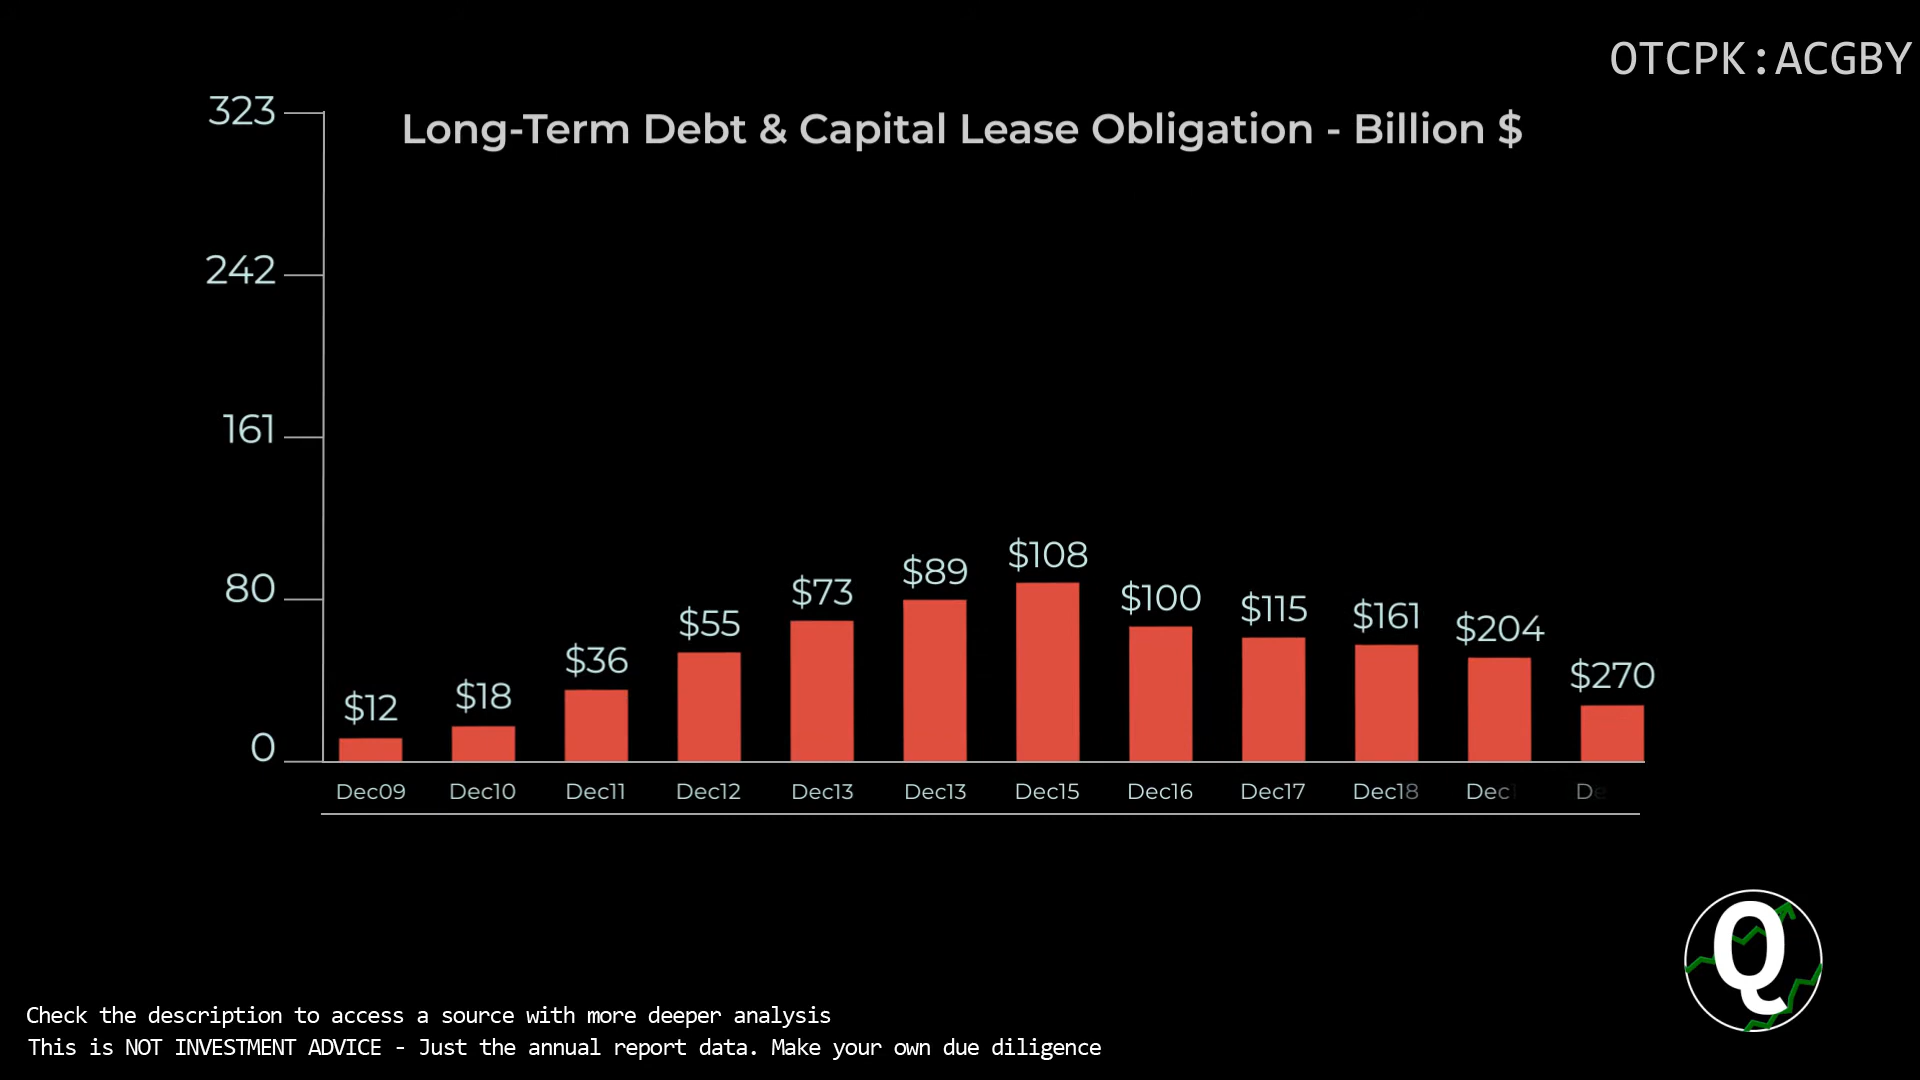 OTCPK:ACGBY
Long-Term Debt & Capital Lease Obligation - Billion $
323
242
161
80
0
$12 $18 $36 $55 $73 $89 $108 $100 $115 $161 $204 $270
Dec09 Dec10 Dec11 Dec12 Dec13 Dec13 Dec15 Dec16 Dec17 Dec18 Dec De
Q
Check the description to access a source with more deeper analysis
This is NOT INVESTMENT ADVICE - Just the annual report data. Make your own due diligence